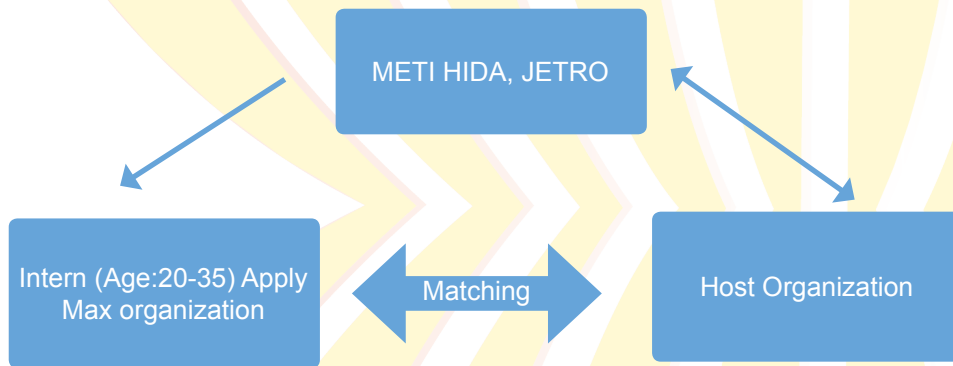 METI HIDA, JETRO
Intern (Age:20-35) Apply
Max organization
Matching
Host Organization